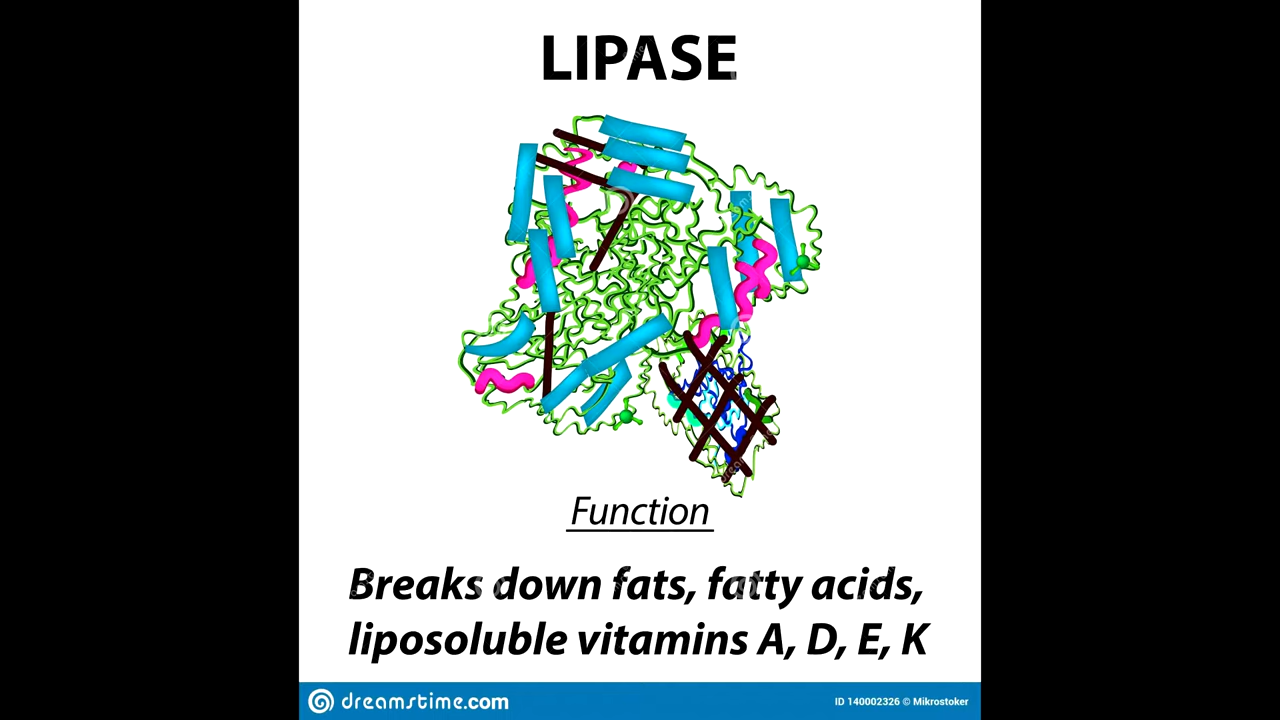 LIPASE
Function
Breaks down fats, fatty acids,
liposoluble vitamins A, D, E, K
dreamstime.com
ID 140002326 © Mikrostoker